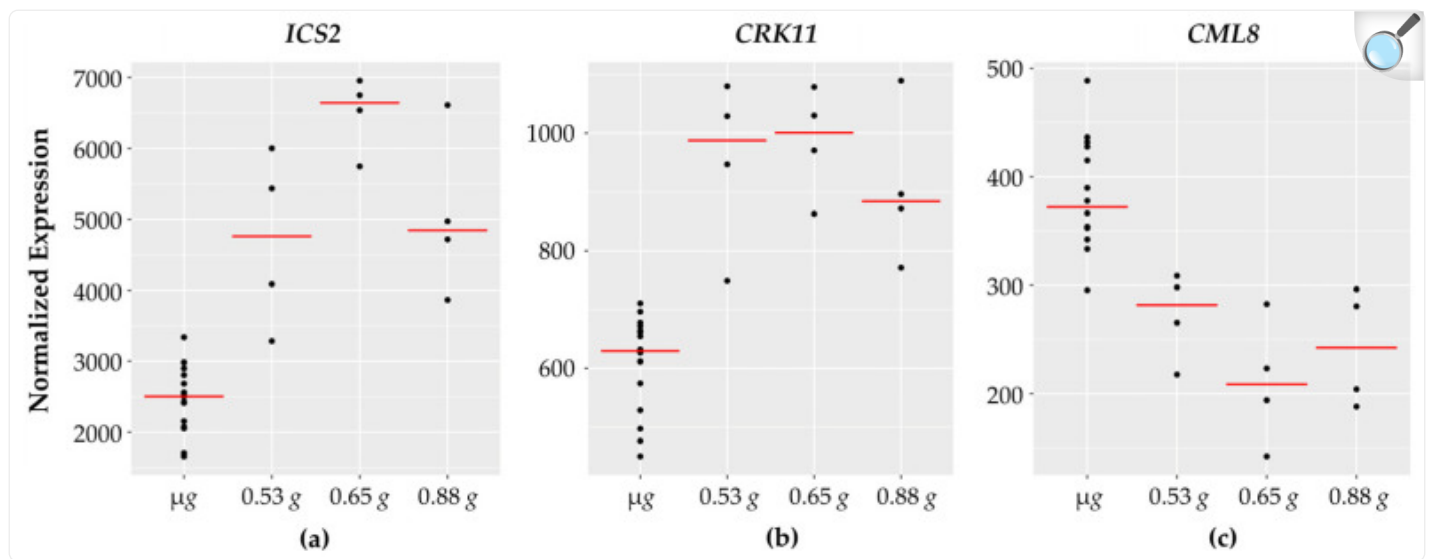 ICS2
CRK11
CML8
Normalized Expression
7000
6000
5000
4000
3000
2000
µg
0.53 g
0.65 g
0.88 g
(a)
1000
800
600
µg
0.53 g
0.65 g
0.88 g
(b)
500
400
300
200
µg
0.53 g
0.65 g
0.88 g
(c)